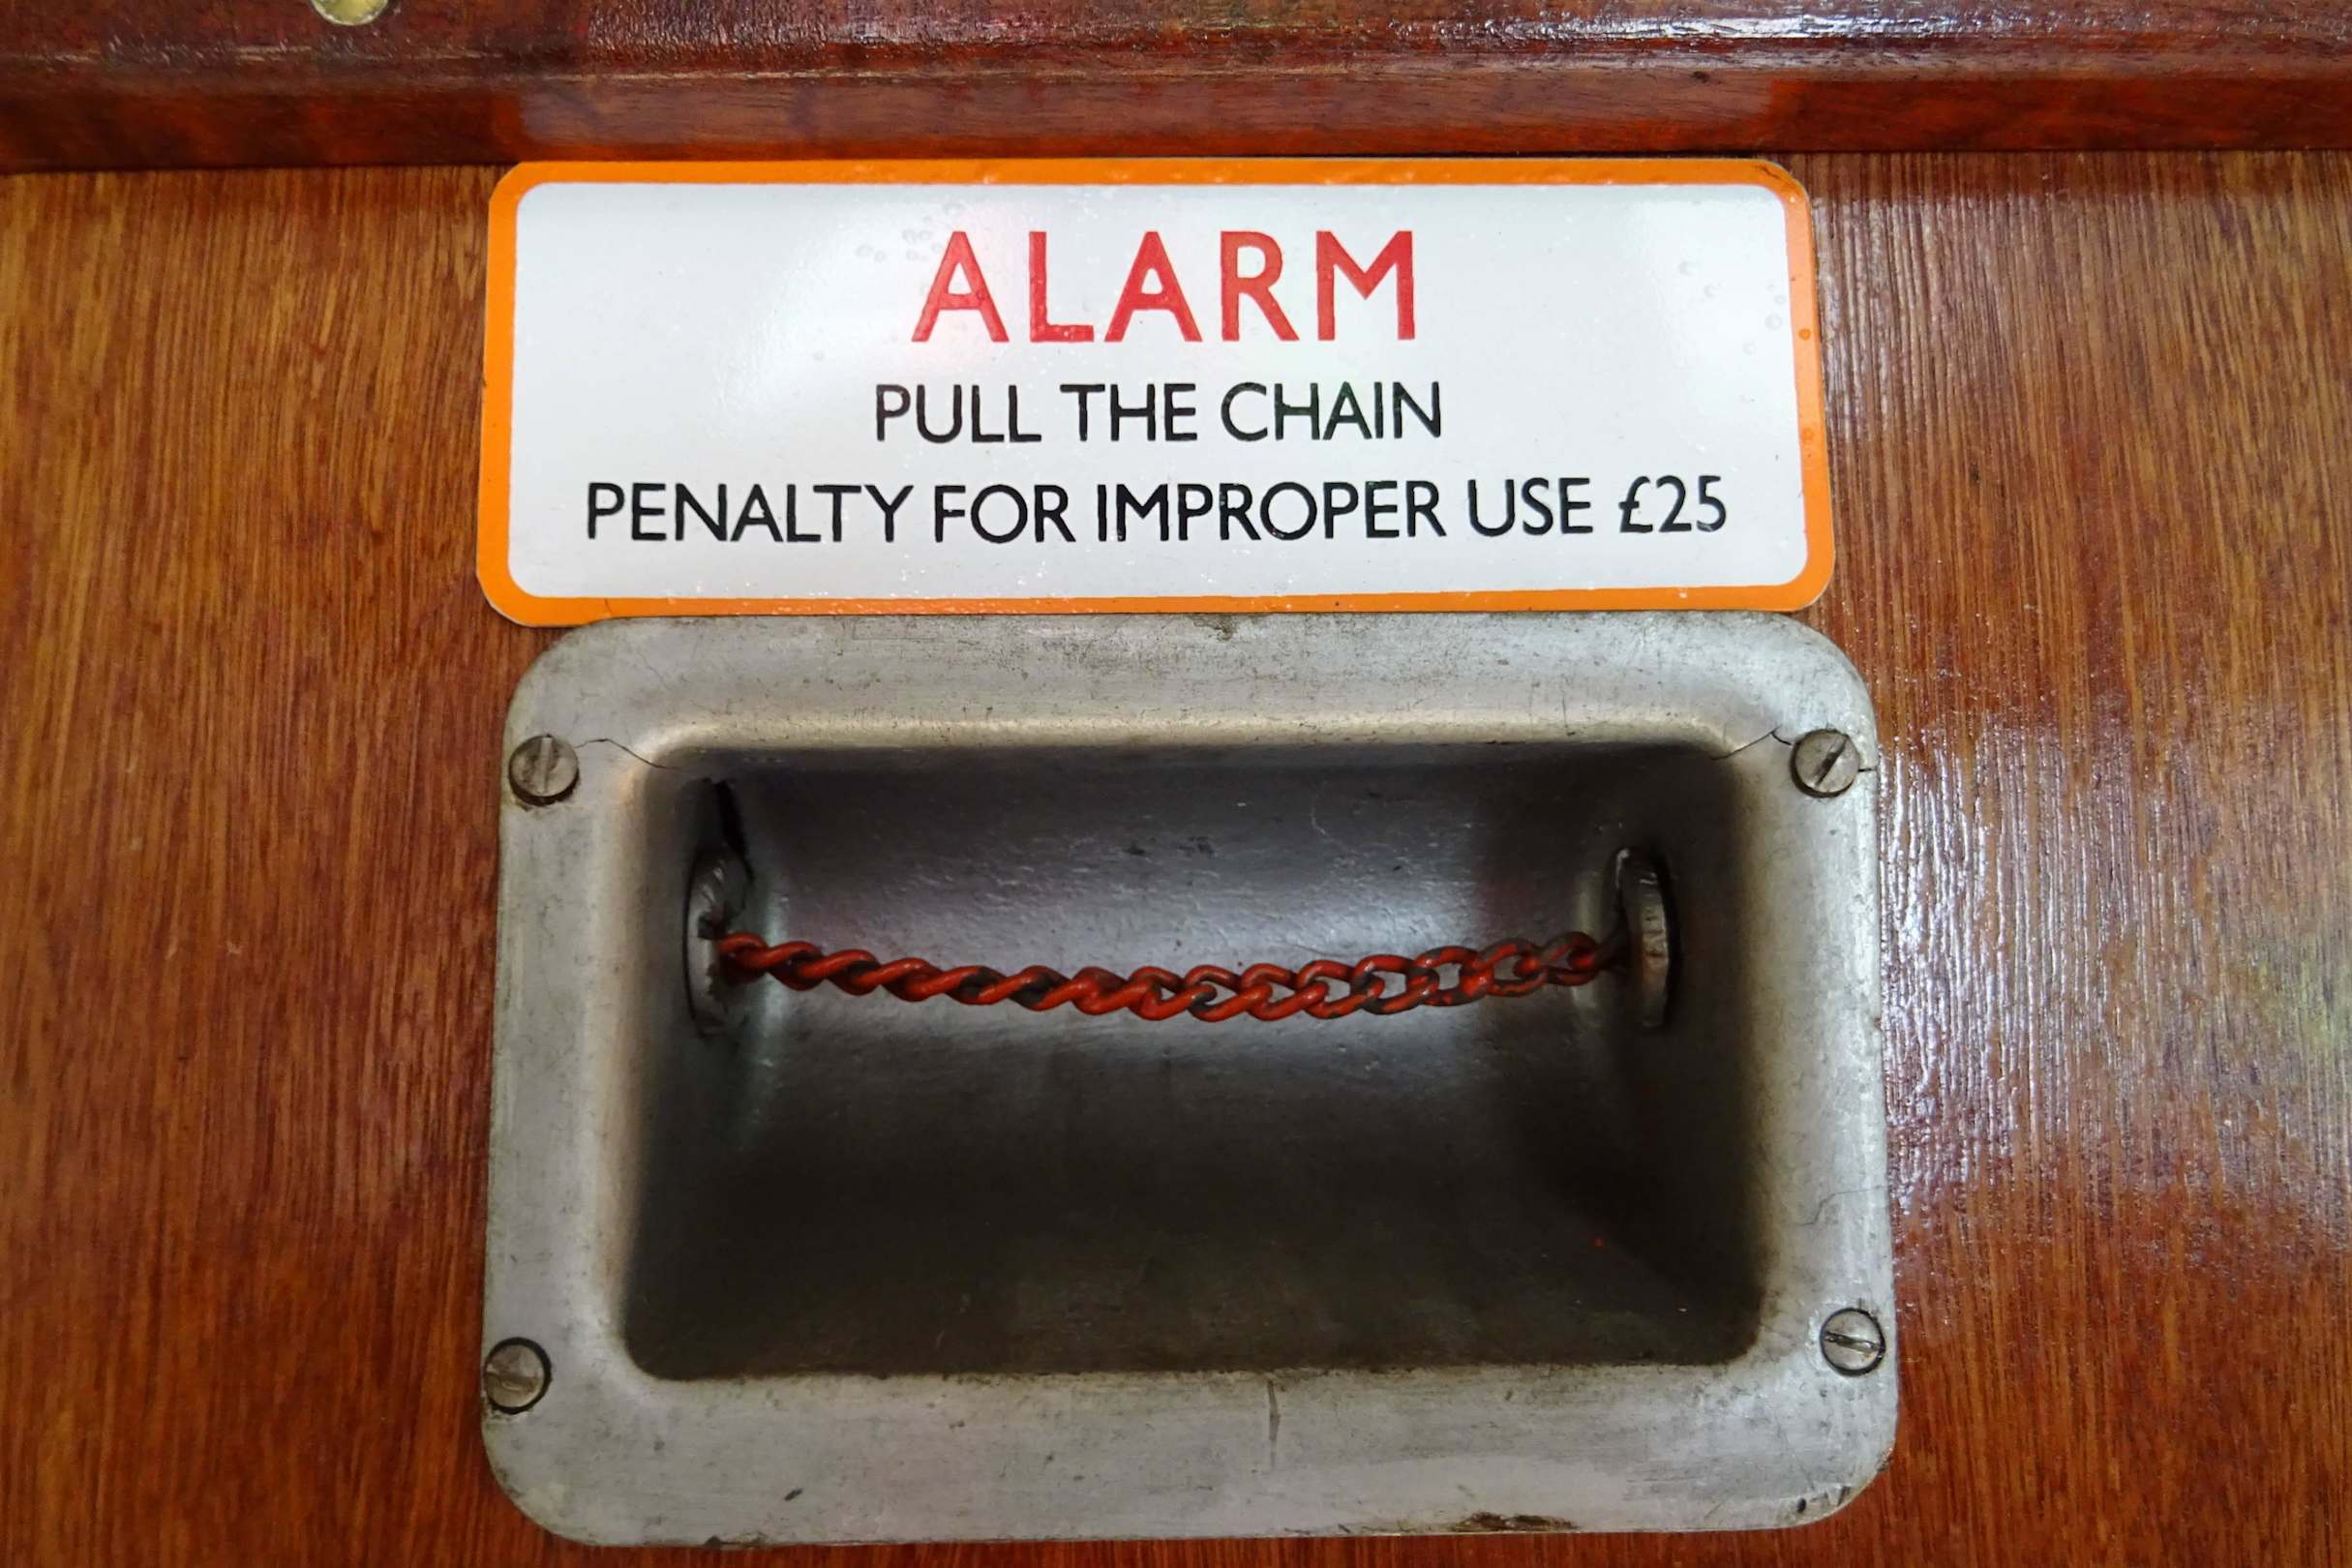 ALARM
PULL THE CHAIN
PENALTY FOR IMPROPER USE £25